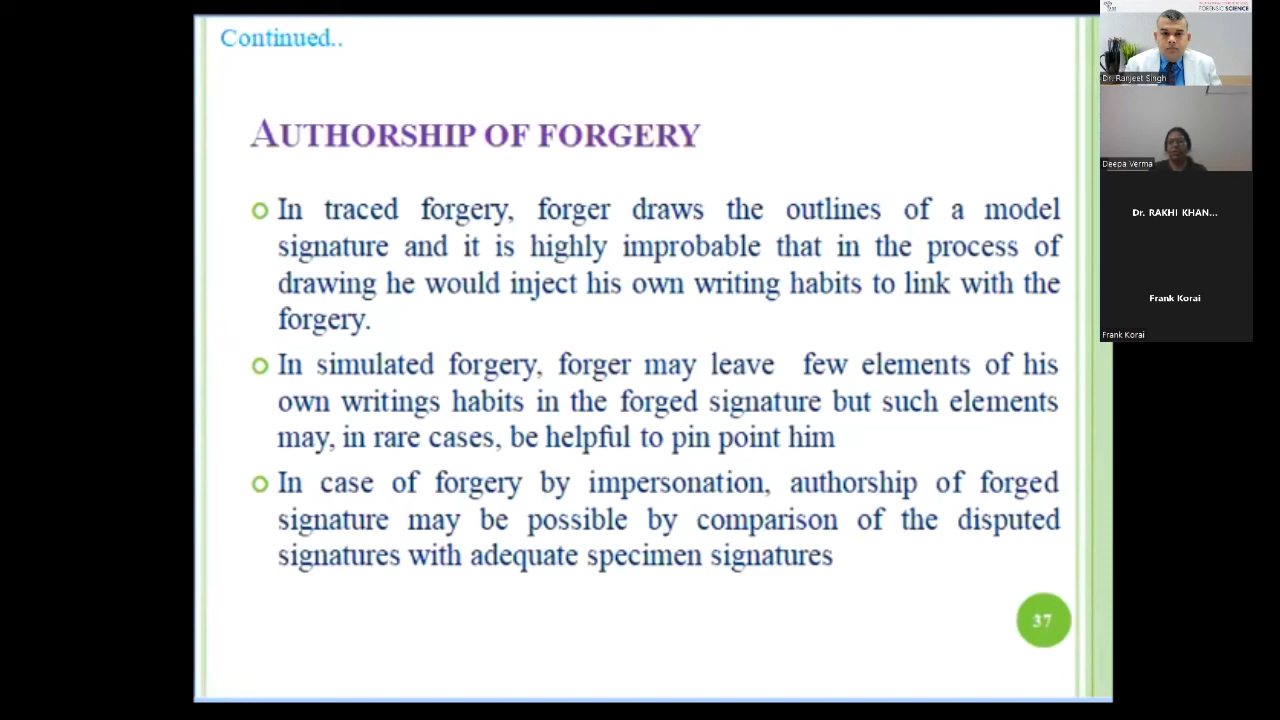 Continued..
AUTHORSHIP OF FORGERY
In traced forgery, forger draws the outlines of a model
signature and it is highly improbable that in the process of
drawing he would inject his own writing habits to link with the
forgery.
In simulated forgery, forger may leave few elements of his
own writings habits in the forged signature but such elements
may, in rare cases, be helpful to pin point him
In case of forgery by impersonation, authorship of forged
signature may be possible by comparison of the disputed
signatures with adequate specimen signatures
37
FORENSIC SCIENCE
Dr. Ranjeet Singh
Deepa Verma
Dr. RAKHI KHAN...
Frank Korai
Frank Korai